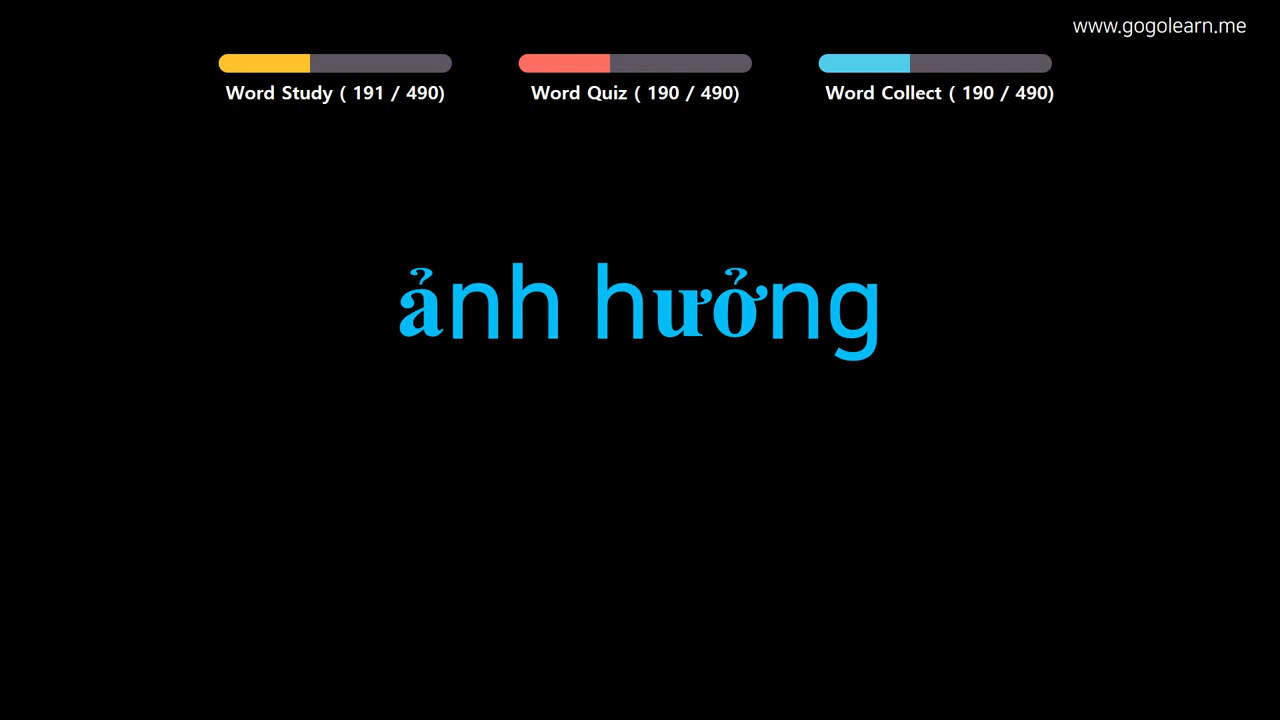 www.gogolearn.me
Word Study ( 191 / 490)
Word Quiz ( 190 / 490)
Word Collect ( 190 / 490)
ảnh hưởng